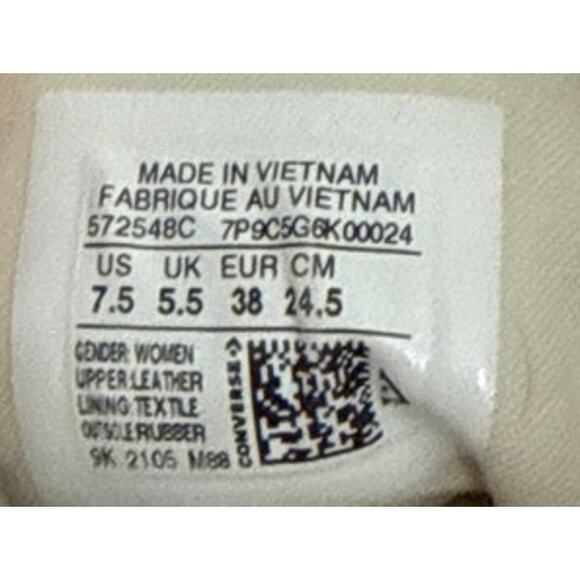 MADE IN VIETNAM
FABRIQUE AU VIETNAM
572548C 7P9C5G6K00024
US UK EUR CM
7.5 5.5 38 24.5
GENDER: WOMEN
UPPER:LEATHER
LINING:TEXTILE
OUTSOLE:RUBBER
9K 2105 M88
CONVERSE